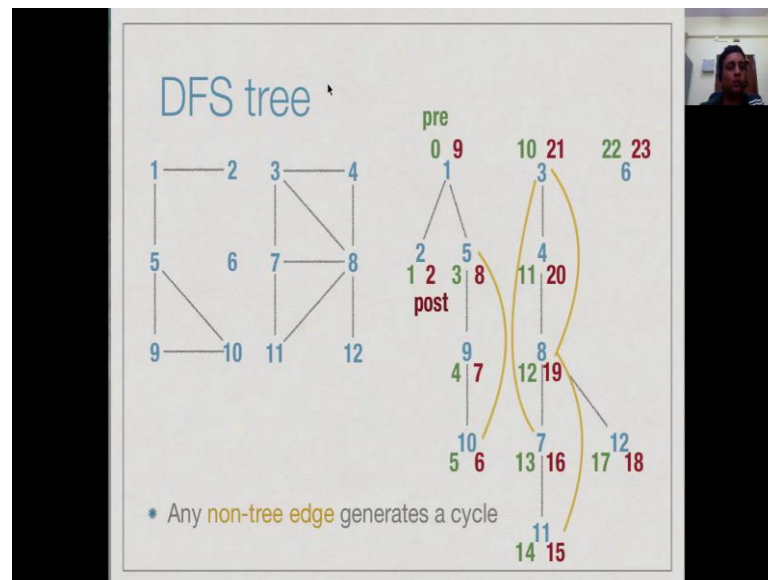 DFS tree
pre
0 9 10 21 22 23
1 2 3 4 1 3 6
5 6 7 8 2 5 4
1 2 3 8 11 20
post
9 10 11 12 9 8
4 7 12 19
10 7 12
5 6 13 16 17 18
• Any non-tree edge generates a cycle
11
14 15